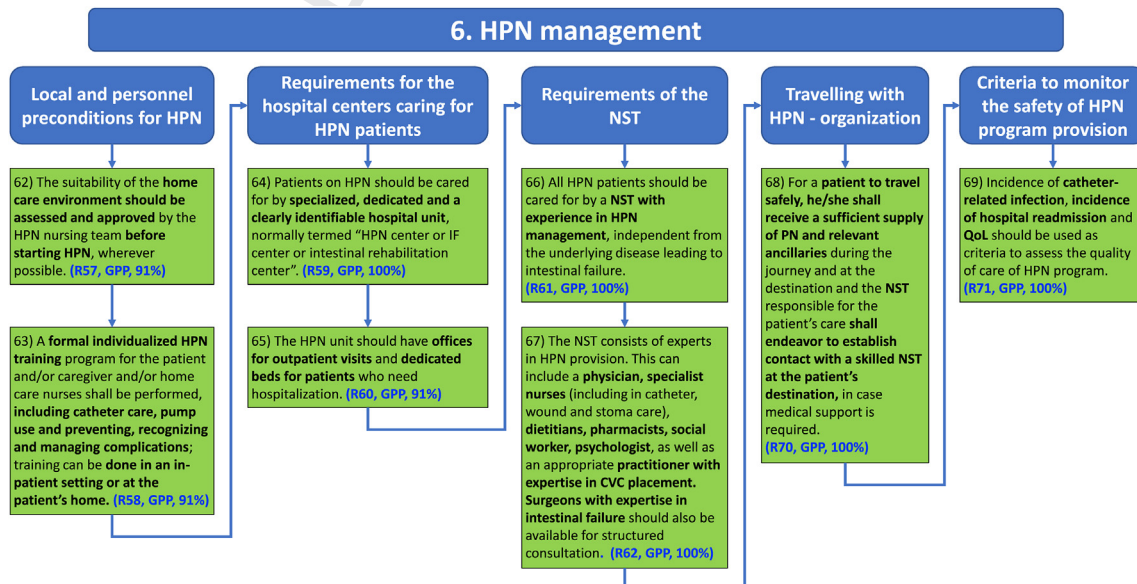 6. HPN management
Local and personnel
preconditions for HPN
62) The suitability of the home
care environment should be
assessed and approved by the
HPN nursing team before
starting HPN, wherever
possible. (R57, GPP, 91%)
63) A formal individualized HPN
training program for the patient
and/or caregiver and/or home
care nurses shall be performed,
including catheter care, pump
use and preventing, recognizing
and managing complications;
training can be done in an in-
patient setting or at the
patient's home. (R58, GPP, 91%)
Requirements for the
hospital centers caring for
HPN patients
64) Patients on HPN should be cared
for by specialized, dedicated and a
clearly identifiable hospital unit,
normally termed “HPN center or IF
center or intestinal rehabilitation
center”. (R59, GPP, 100%)
65) The HPN unit should have offices
for outpatient visits and dedicated
beds for patients who need
hospitalization. (R60, GPP, 91%)
Requirements of the
NST
66) All HPN patients should be
cared for by a NST with
experience in HPN
management, independent from
the underlying disease leading to
intestinal failure.
(R61, GPP, 100%)
67) The NST consists of experts
in HPN provision. This can
include a physician, specialist
nurses (including in catheter,
wound and stoma care),
dietitians, pharmacists, social
worker, psychologist, as well as
an appropriate practitioner with
expertise in CVC placement.
Surgeons with expertise in
intestinal failure should also be
available for structured
consultation. (R62, GPP, 100%)
Travelling with
HPN - organization
68) For a patient to travel
safely, he/she shall
receive a sufficient supply
of PN and relevant
ancillaries during the
journey and at the
destination and the NST
responsible for the
patient's care shall
endeavor to establish
contact with a skilled NST
at the patient's
destination, in case
medical support is
required.
(R70, GPP, 100%)
Criteria to monitor
the safety of HPN
program provision
69) Incidence of catheter-
related infection, incidence
of hospital readmission and
QoL should be used as
criteria to assess the quality
of care of HPN program.
(R71, GPP, 100%)